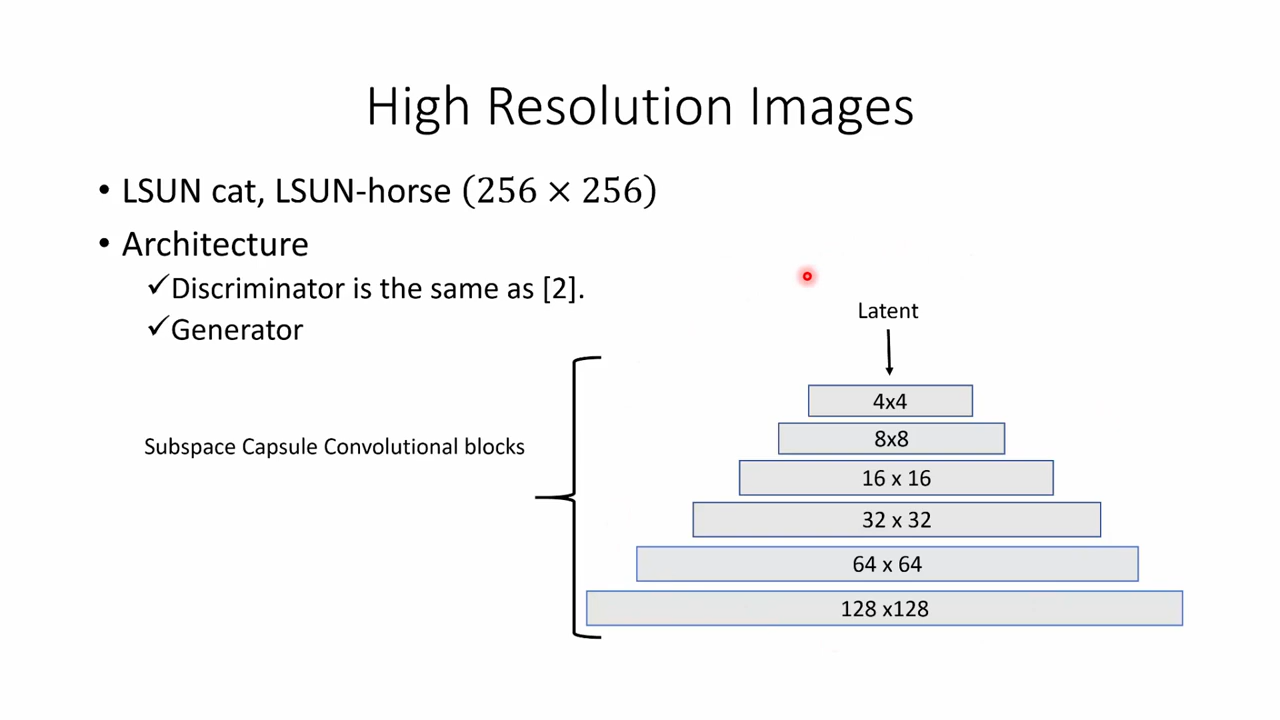 High Resolution Images
• LSUN cat, LSUN-horse (256 × 256)
• Architecture
✓Discriminator is the same as [2].
✓Generator
Latent
Subspace Capsule Convolutional blocks
4x4
8x8
16 x 16
32 x 32
64 x 64
128 x128